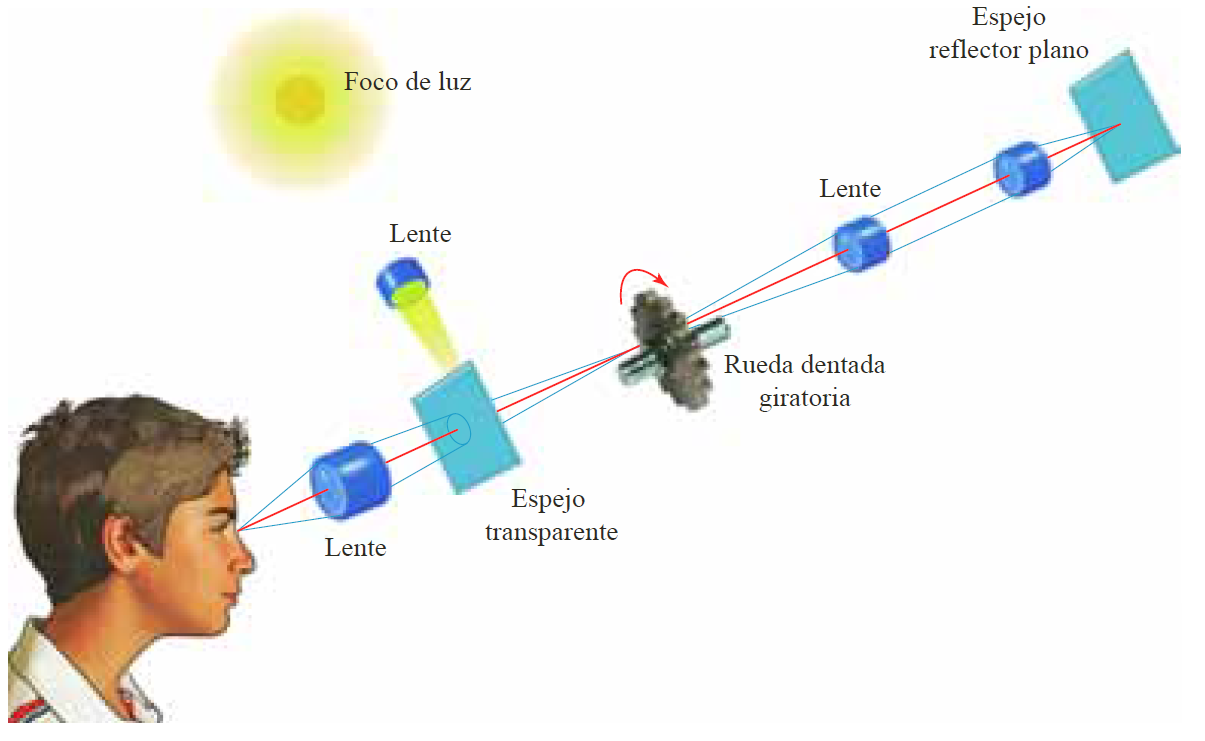 Espejo
reflector plano
Foco de luz
Lente
Lente
Rueda dentada
giratoria
Espejo
transparente
Lente